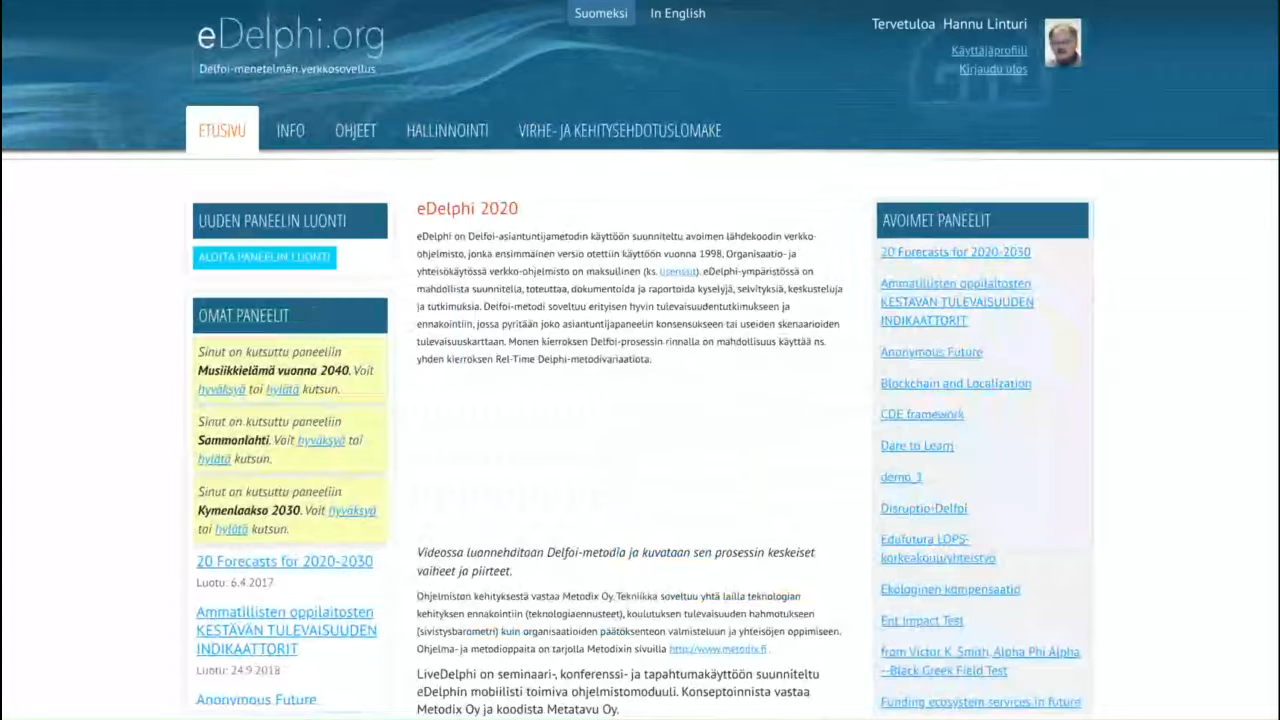 Suomeksi
In English
eDelphi.org
Delfoi-menetelmän verkkosovellus
Tervetuloa Hannu Linturi
Käyttäjäprofiili
Kirjaudu ulos
ETUSIVU
INFO
OHJEET
HALLINNOINTI
VIRHE- JA KEHITYSEHDOTUSLOMAKE
UUDEN PANEELIN LUONTI
ALOITA PANEELIN LUONTI
OMAT PANEELIT
Sinut on kutsuttu paneeliin
Musiikkielämä vuonna 2040. Voit
hyväksyä tai hylätä kutsun.
Sinut on kutsuttu paneeliin
Sammonlahti. Voit hyväksyä tai
hylätä kutsun.
Sinut on kutsuttu paneeliin
Kymenlaakso 2030. Voit hyväksyä
tai hylätä kutsun.
20 Forecasts for 2020-2030
Luotu: 6.4.2017
Ammatillisten oppilaitosten
KESTÄVÄN TULEVAISUUDEN
INDIKAATTORIT
Luotu: 24.9.2018
Anonymous Future
eDelphi 2020
eDelphi on Delfoi-asiantuntijametodin käyttöön suunniteltu avoimen lähdekoodin verkko-
ohjelmisto, jonka ensimmäinen versio otettiin käyttöön vuonna 1998. Organisaatio- ja
yhteisökäytössä verkko-ohjelmisto on maksullinen (ks. lisenssit). eDelphi-ympäristössä on
mahdollista suunnitella, toteuttaa, dokumentoida ja raportoida kyselyjä, selvityksiä, keskusteluja
ja tutkimuksia. Delfoi-metodi soveltuu erityisen hyvin tulevaisuudentutkimukseen ja
ennakointiin, jossa pyritään joko asiantuntijapaneelin konsensukseen tai useiden skenaarioiden
tulevaisuuskarttaan. Monen kierroksen Delfoi-prosessin rinnalla on mahdollisuus käyttää ns.
yhden kierroksen Rel-Time Delphi-metodivariaatiota.
Videossa luonnehditaan Delfoi-metodia ja kuvataan sen prosessin keskeiset
vaiheet ja piirteet.
Ohjelmiston kehityksestä vastaa Metodix Oy. Tekniikka soveltuu yhtä lailla teknologian
kehityksen ennakointiin (teknologiaennusteet), koulutuksen tulevaisuuden hahmotukseen
(sivistysbarometri) kuin organisaatioiden päätöksenteon valmisteluun ja yhteisöjen oppimiseen.
Ohjelma- ja metodioppaita on tarjolla Metodixin sivuilla http://www.metodix.fi .
LiveDelphi on seminaari-, konferenssi- ja tapahtumakäyttöön suunniteltu
eDelphin mobiilisti toimiva ohjelmistomoduuli. Konseptoinnista vastaa
Metodix Oy ja koodista Metatavu Oy.
AVOIMET PANEELIT
20 Forecasts for 2020-2030
Ammatillisten oppilaitosten
KESTÄVÄN TULEVAISUUDEN
INDIKAATTORIT
Anonymous Future
Blockchain and Localization
CDE framework
Dare to Learn
demo_1
Disruptio-Delfoi
Edufutura LOPS-
korkeakouluyhteistyö
Ekologinen kompensaatio
Ent Impact Test
from Victor K. Smith, Alpha Phi Alpha
--Black Greek Field Test
Funding ecosystem services in future